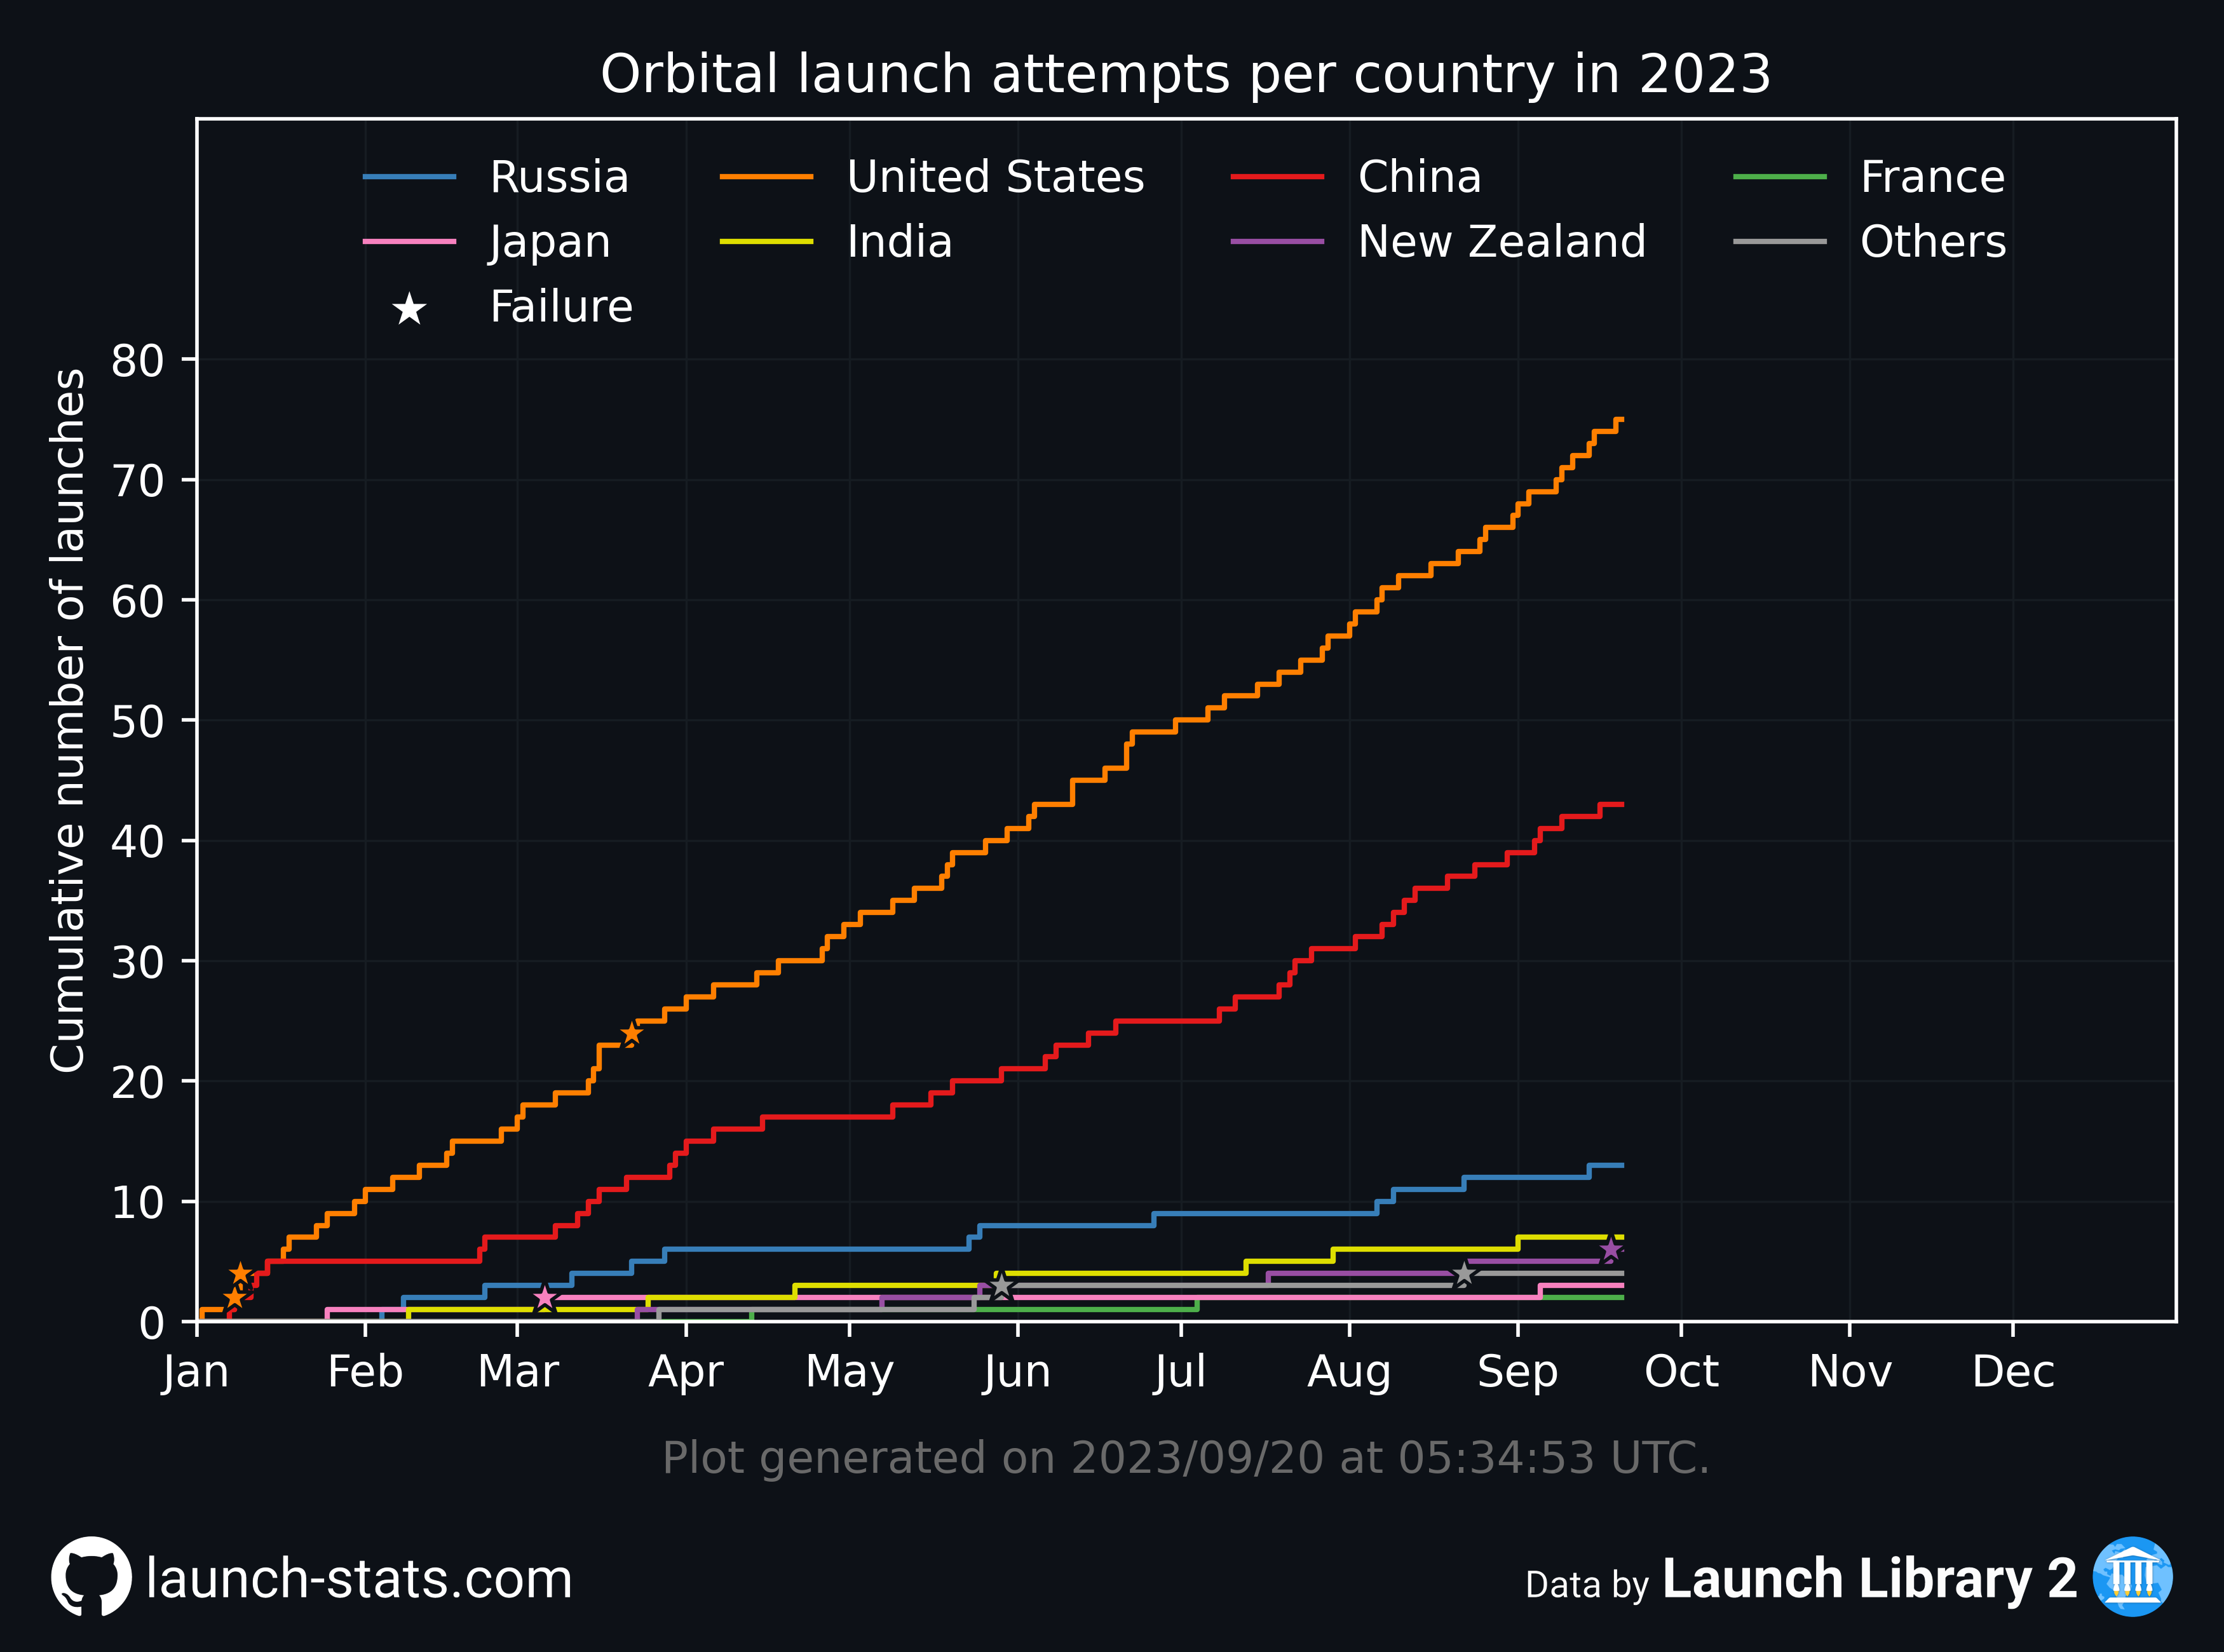 Orbital launch attempts per country in 2023
Russia United States China France
Japan India New Zealand Others
Failure
Cumulative number of launches
80
70
60
50
40
30
20
10
0
Jan Feb Mar Apr May Jun Jul Aug Sep Oct Nov Dec
Plot generated on 2023/09/20 at 05:34:53 UTC.
launch-stats.com
Data by Launch Library 2